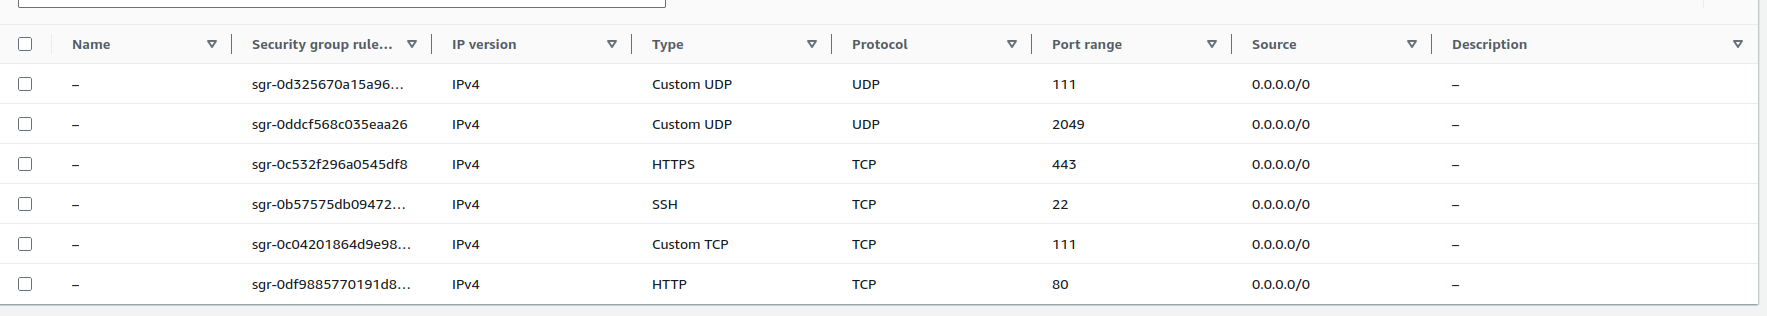 Name Security group rule... IP version Type Protocol Port range Source Description
– sgr-0d325670a15a96... IPv4 Custom UDP UDP 111 0.0.0.0/0 –
– sgr-0ddcf568c035eaa26 IPv4 Custom UDP UDP 2049 0.0.0.0/0 –
– sgr-0c532f296a0545df8 IPv4 HTTPS TCP 443 0.0.0.0/0 –
– sgr-0b57575db09472... IPv4 SSH TCP 22 0.0.0.0/0 –
– sgr-0c04201864d9e98... IPv4 Custom TCP TCP 111 0.0.0.0/0 –
– sgr-0df9885770191d8... IPv4 HTTP TCP 80 0.0.0.0/0 –